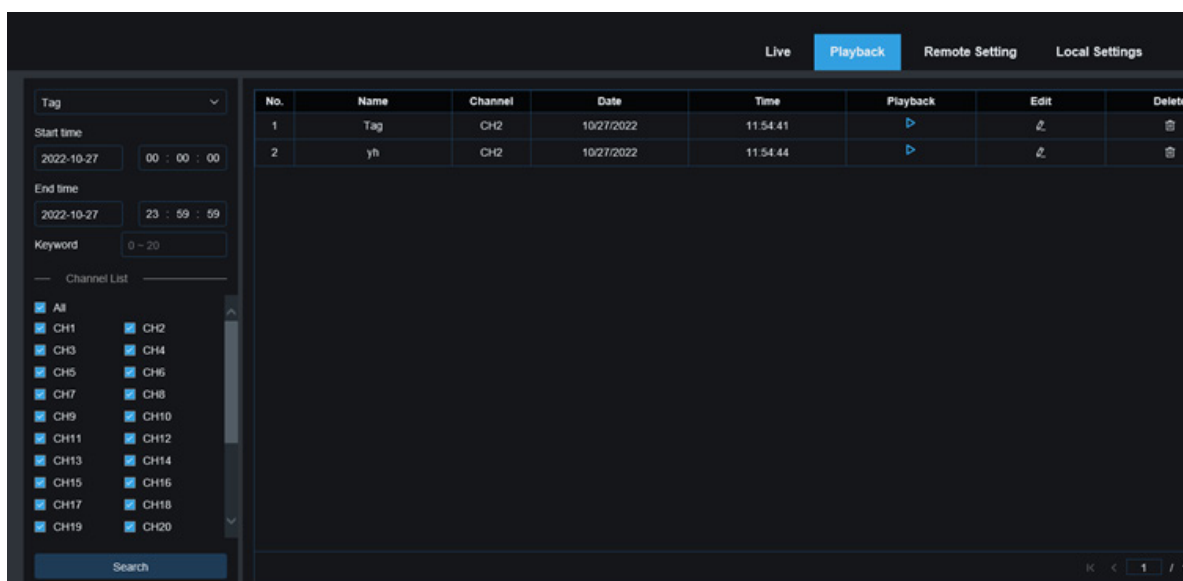 Live Playback Remote Setting Local Settings
Tag
Start time
2022-10-27 00 : 00 : 00
End time
2022-10-27 23 : 59 : 59
Keyword 0 ~ 20
Channel List
All
CH1 CH2
CH3 CH4
CH5 CH6
CH7 CH8
CH9 CH10
CH11 CH12
CH13 CH14
CH15 CH16
CH17 CH18
CH19 CH20
Search
No. Name Channel Date Time Playback Edit Delete
1 Tag CH2 10/27/2022 11:54:41
2 yh CH2 10/27/2022 11:54:44
1 /